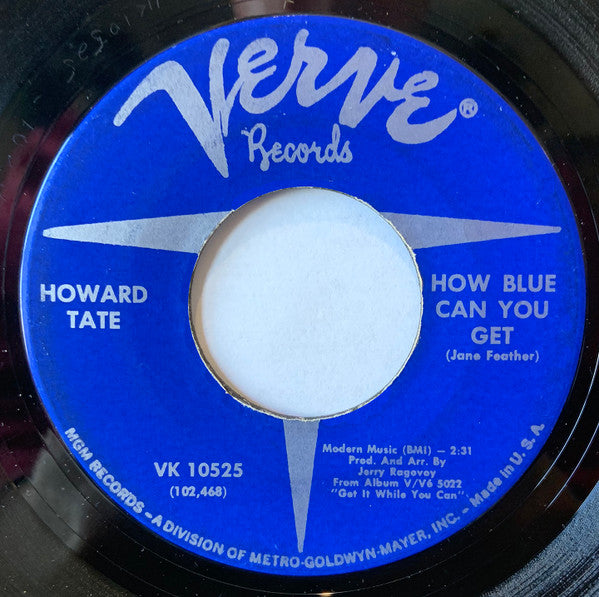 Verve®
Records
HOWARD
TATE
HOW BLUE
CAN YOU
GET
(Jane Feather)
VK 10525
(102,468)
Modern Music (BMI) — 2:31
Prod. And Arr. By
Jerry Ragovoy
From Album V/V6 5022
"Get It While You Can"
MGM RECORDS – A DIVISION OF METRO-GOLDWYN-MAYER, INC. – Made in U.S.A.